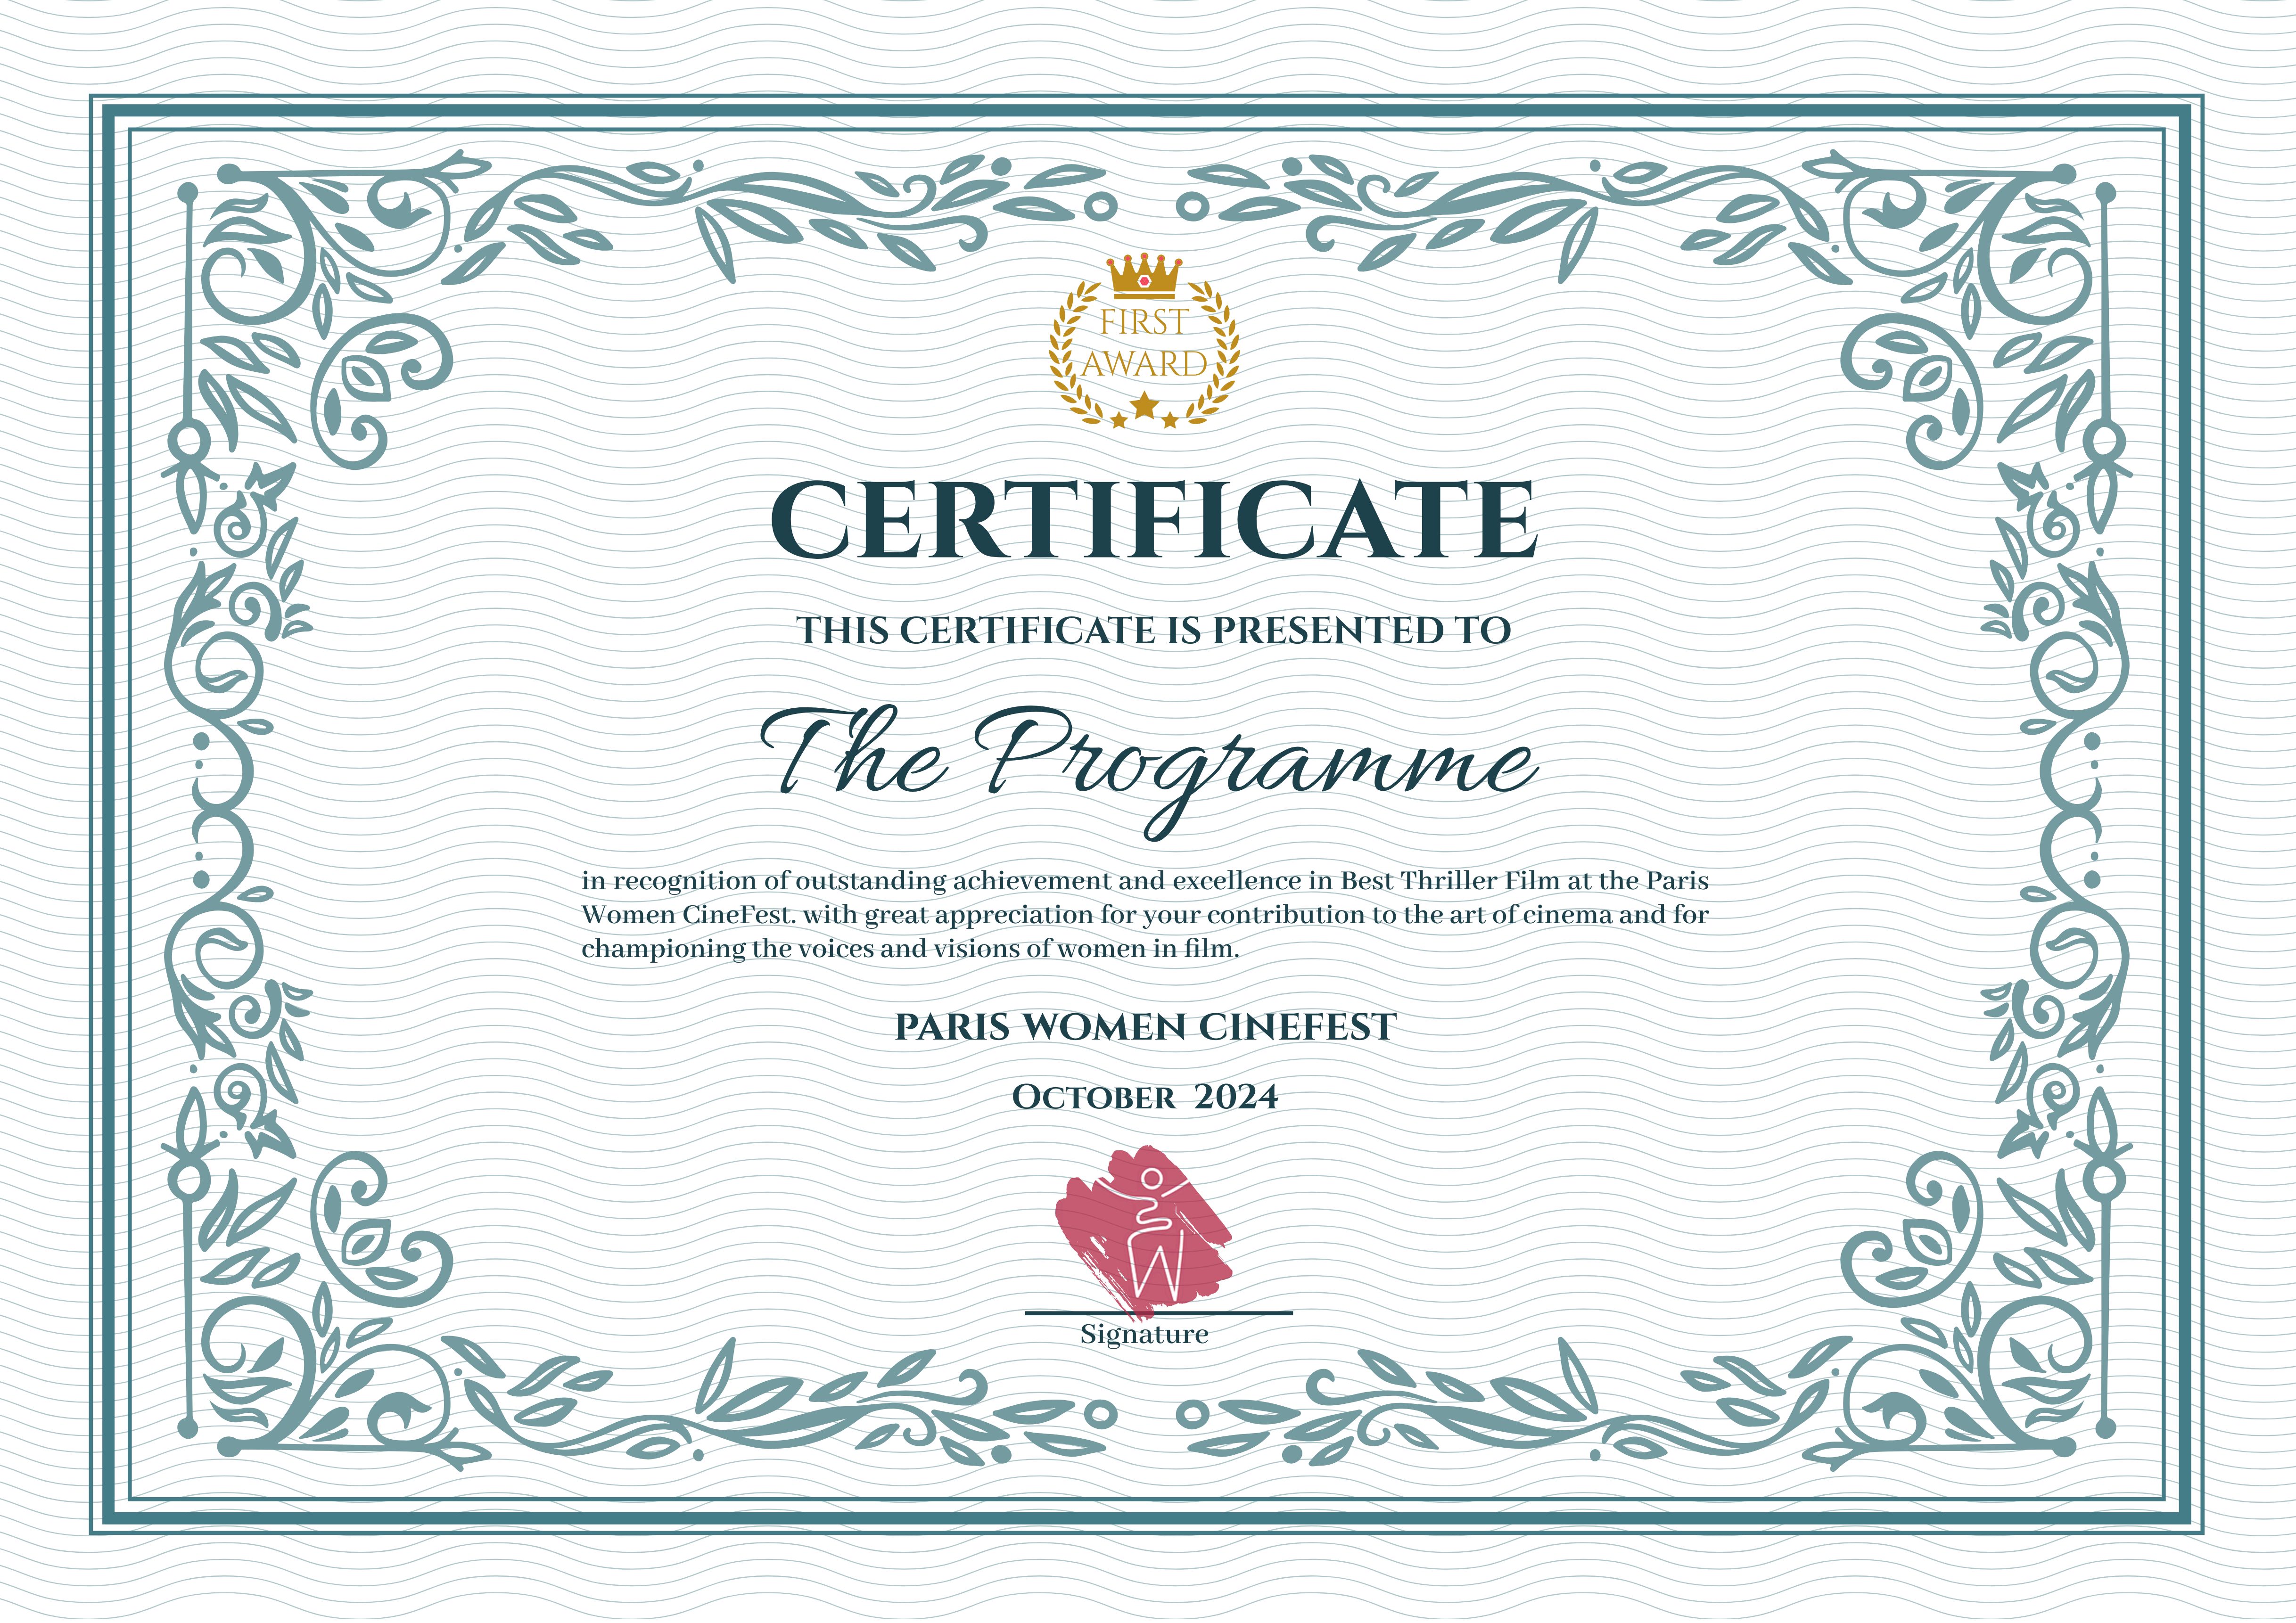 FIRST
AWARD
CERTIFICATE
THIS CERTIFICATE IS PRESENTED TO
The Programme
in recognition of outstanding achievement and excellence in Best Thriller Film at the Paris
Women CineFest. with great appreciation for your contribution to the art of cinema and for
championing the voices and visions of women in film.
PARIS WOMEN CINEFEST
October 2024
W
Signature